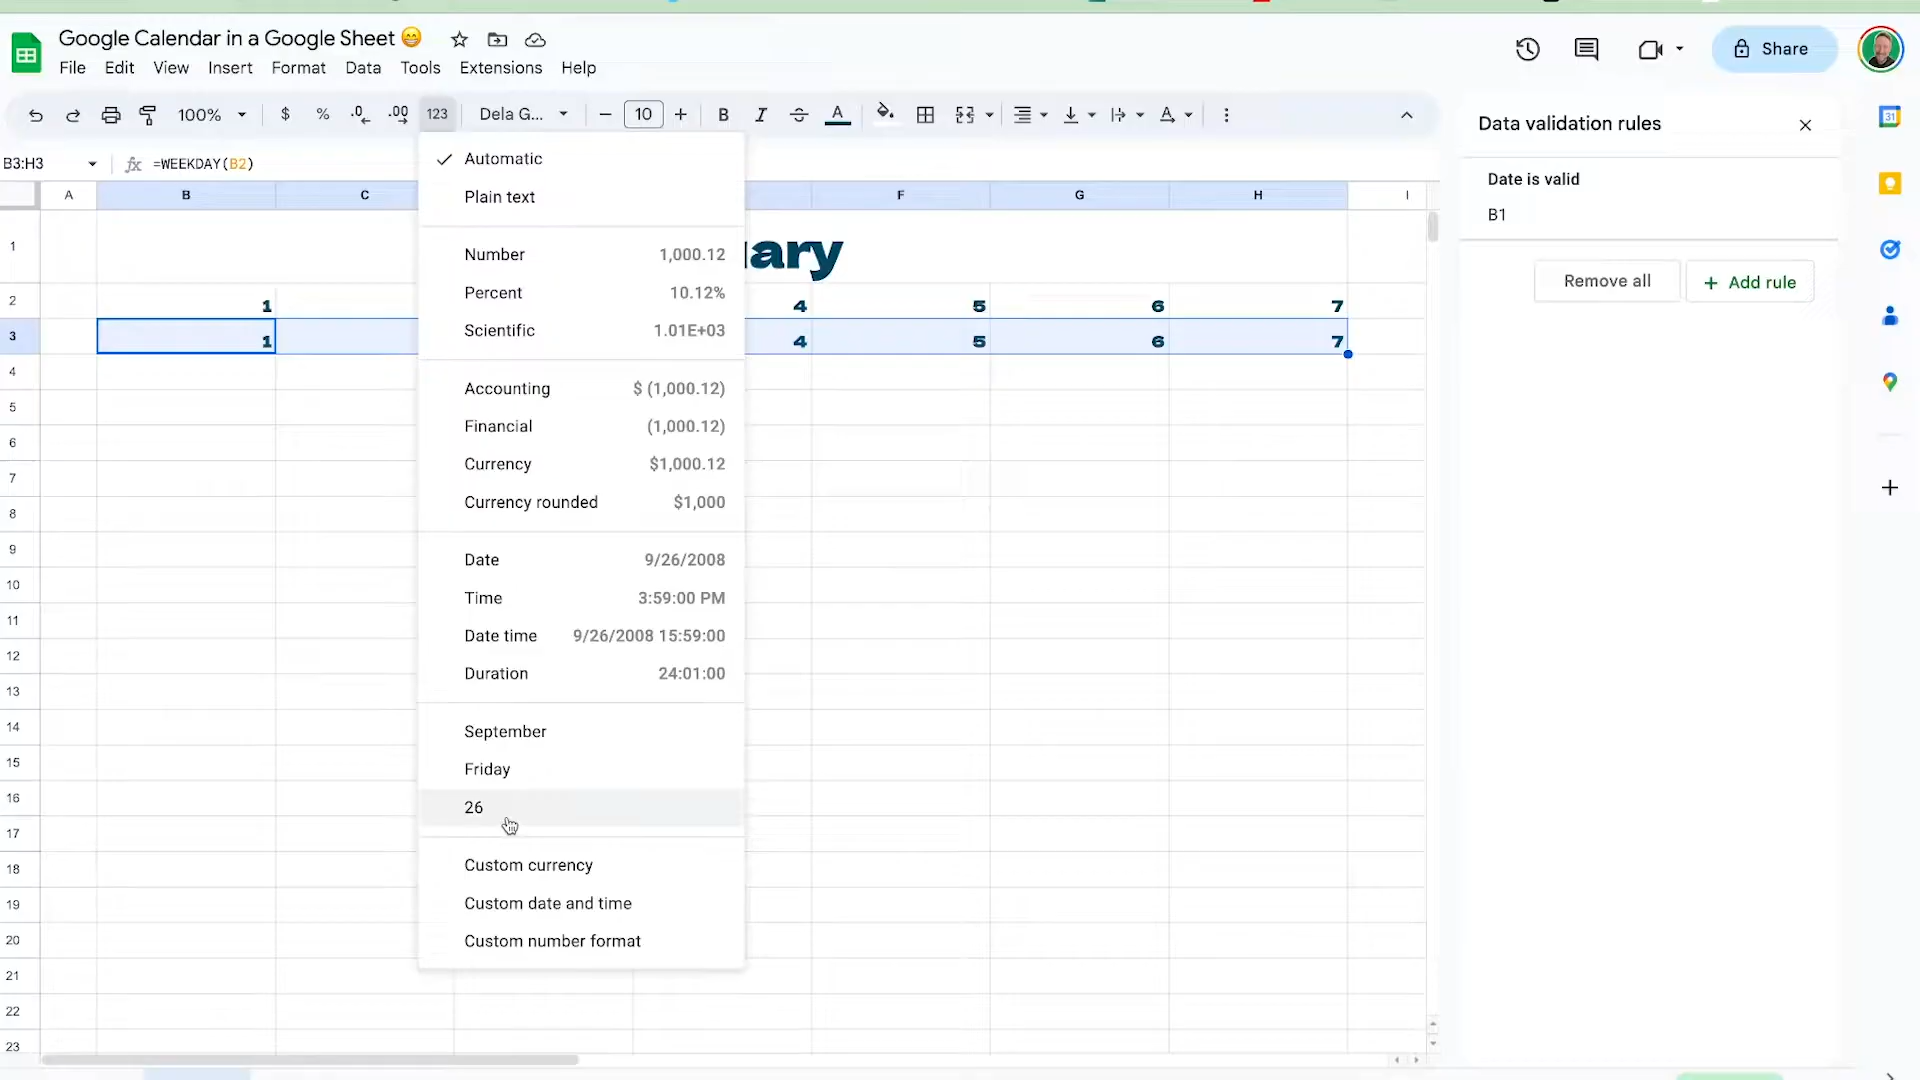 Google Calendar in a Google Sheet 😁
File Edit View Insert Format Data Tools Extensions Help
Share
100% $ % .0 .00 123 Dela G... 10 B I A A
B3:H3 fx =WEEKDAY(B2)
A B C F G H I
1
2 1 4 5 6 7
3 1 4 5 6 7
4
5
6
7
8
9
10
11
12
13
14
15
16
17
18
19
20
21
22
23
Automatic
Plain text
Number 1,000.12
Percent 10.12%
Scientific 1.01E+03
Accounting $ (1,000.12)
Financial (1,000.12)
Currency $1,000.12
Currency rounded $1,000
Date 9/26/2008
Time 3:59:00 PM
Date time 9/26/2008 15:59:00
Duration 24:01:00
September
Friday
26
Custom currency
Custom date and time
Custom number format
Data validation rules
Date is valid
B1
Remove all
+ Add rule
31